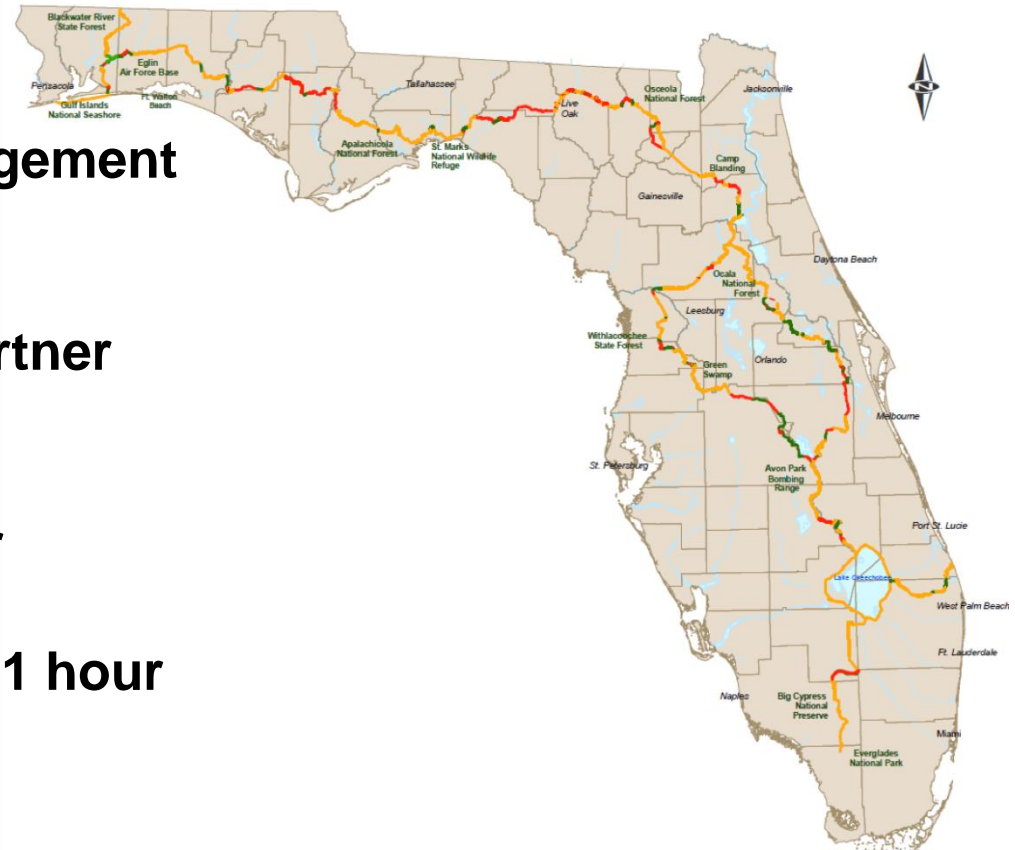 gement
rtner
r
1 hour
Blackwater River
State Forest
Eglin
Air Force Base
Pensacola
Ft. Walton
Beach
Gulf Islands
National Seashore
Tallahassee
Apalachicola
National Forest
St. Marks
National Wildlife
Refuge
Live
Oak
Osceola
National Forest
Jacksonville
N
Camp
Blanding
Gainesville
Daytona Beach
Ocala
National
Forest
Leesburg
Withlacoochee
State Forest
Green
Swamp
Orlando
Melbourne
St. Petersburg
Avon Park
Bombing
Range
Port St. Lucie
Lake Okeechobee
West Palm Beach
Ft. Lauderdale
Naples
Big Cypress
National
Preserve
Miami
Everglades
National Park